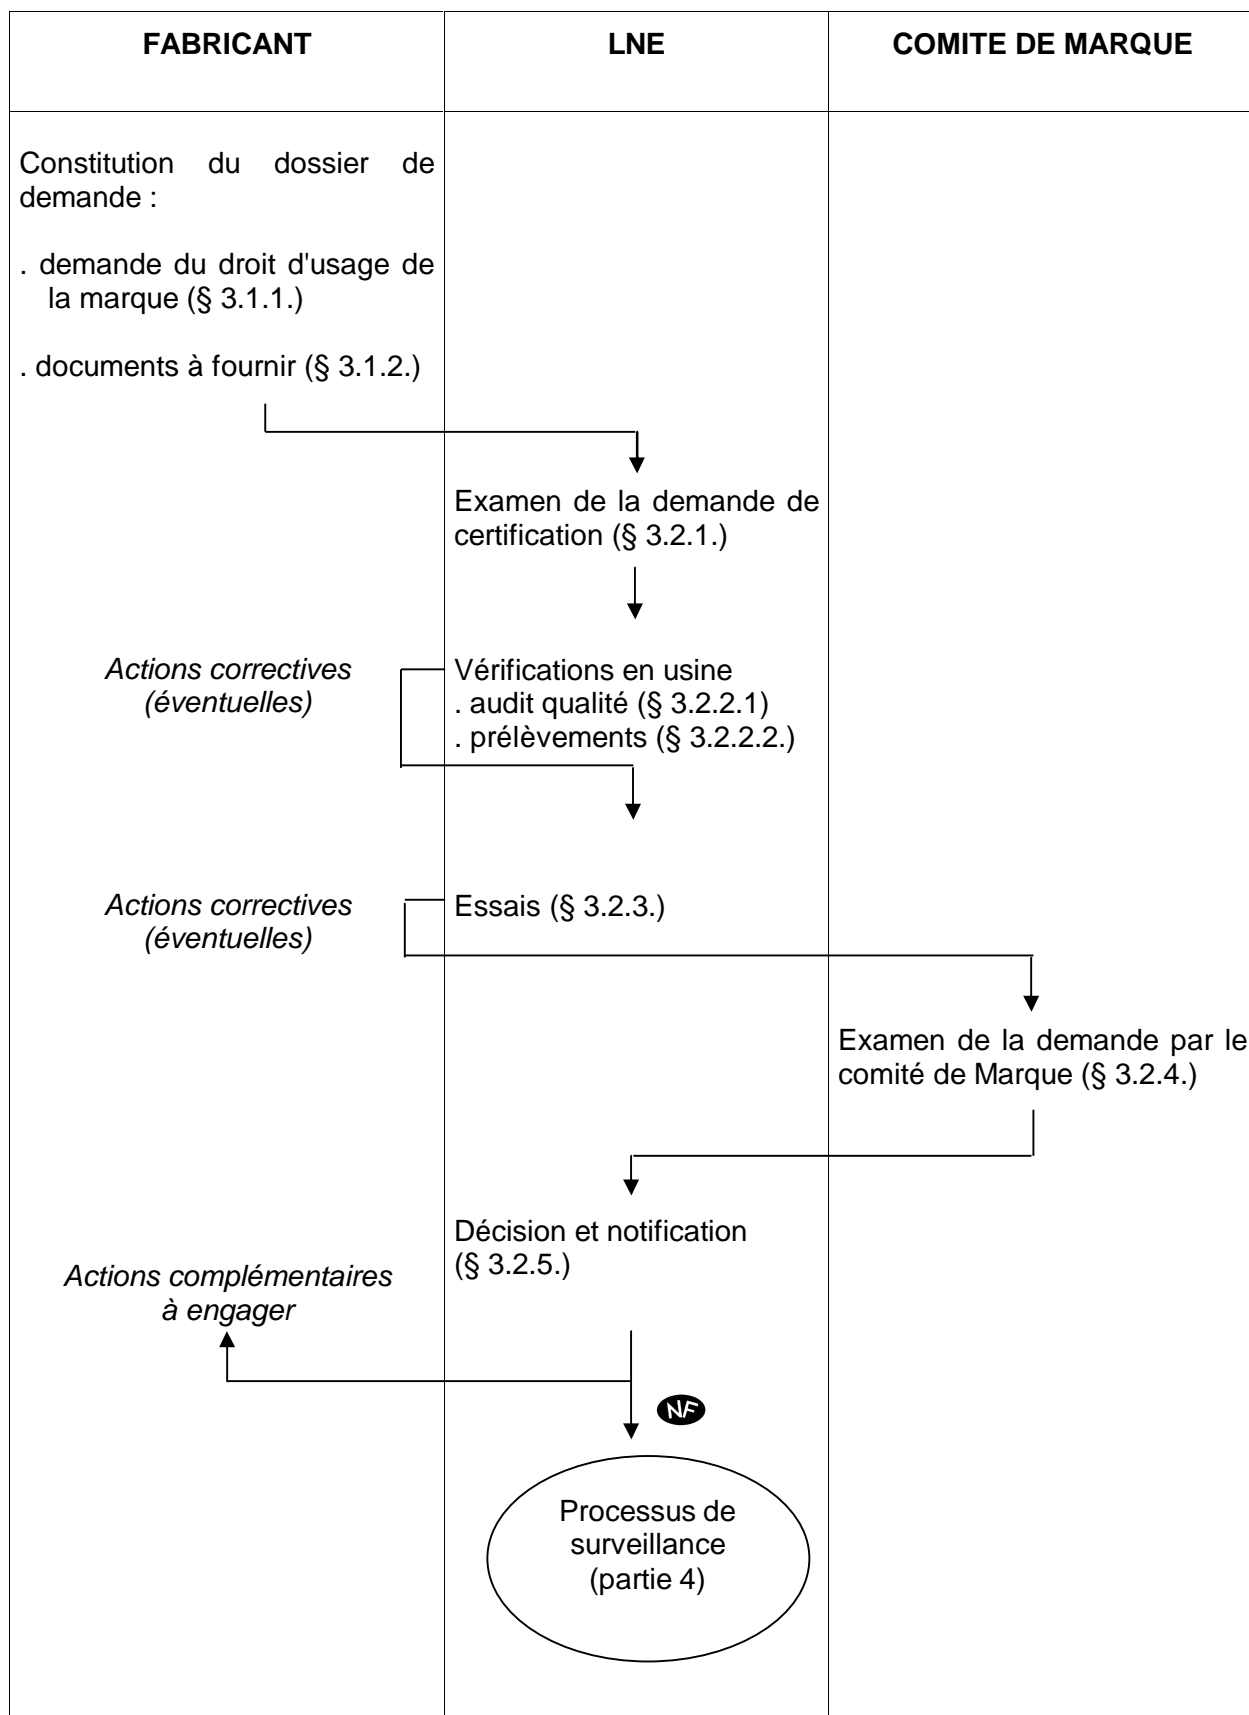 FABRICANT
LNE
COMITE DE MARQUE
Constitution du dossier de
demande :
. demande du droit d'usage de
la marque (§ 3.1.1.)
. documents à fournir (§ 3.1.2.)
Examen de la demande de
certification (§ 3.2.1.)
Actions correctives
(éventuelles)
Vérifications en usine
. audit qualité (§ 3.2.2.1)
. prélèvements (§ 3.2.2.2.)
Actions correctives
(éventuelles)
Essais (§ 3.2.3.)
Examen de la demande par le
comité de Marque (§ 3.2.4.)
Décision et notification
(§ 3.2.5.)
Actions complémentaires
à engager
NF
Processus de
surveillance
(partie 4)